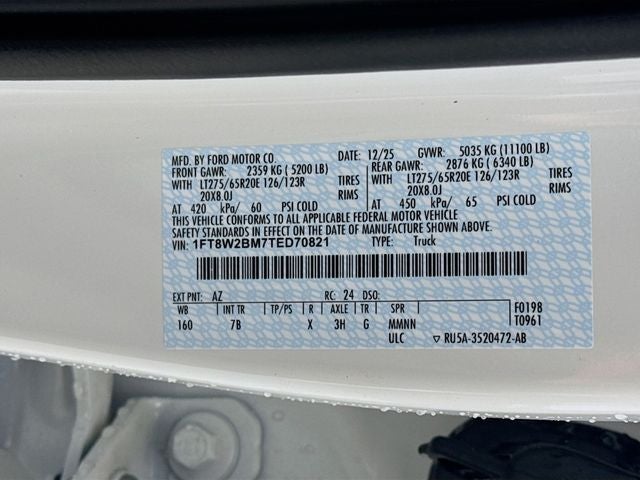 MFD. BY FORD MOTOR CO. DATE: 12/25 GVWR: 5035 KG (11100 LB)
FRONT GAWR: 2359 KG ( 5200 LB) REAR GAWR: 2876 KG ( 6340 LB)
WITH LT275/65R20E 126/123R TIRES WITH LT275/65R20E 126/123R TIRES
20X8.0J RIMS 20X8.0J RIMS
AT 420 kPa/ 60 PSI COLD AT 450 kPa/ 65 PSI COLD
THIS VEHICLE CONFORMS TO ALL APPLICABLE FEDERAL MOTOR VEHICLE
SAFETY STANDARDS IN EFFECT ON THE DATE OF MANUFACTURE SHOWN ABOVE.
VIN: 1FT8W2BM7TED70821 TYPE: Truck
EXT PNT: AZ RC: 24 DSO:
WB INT TR TP/PS R AXLE TR SPR F0198
160 7B X 3H G MMNN T0961
ULC ▽ RU5A-3520472-AB